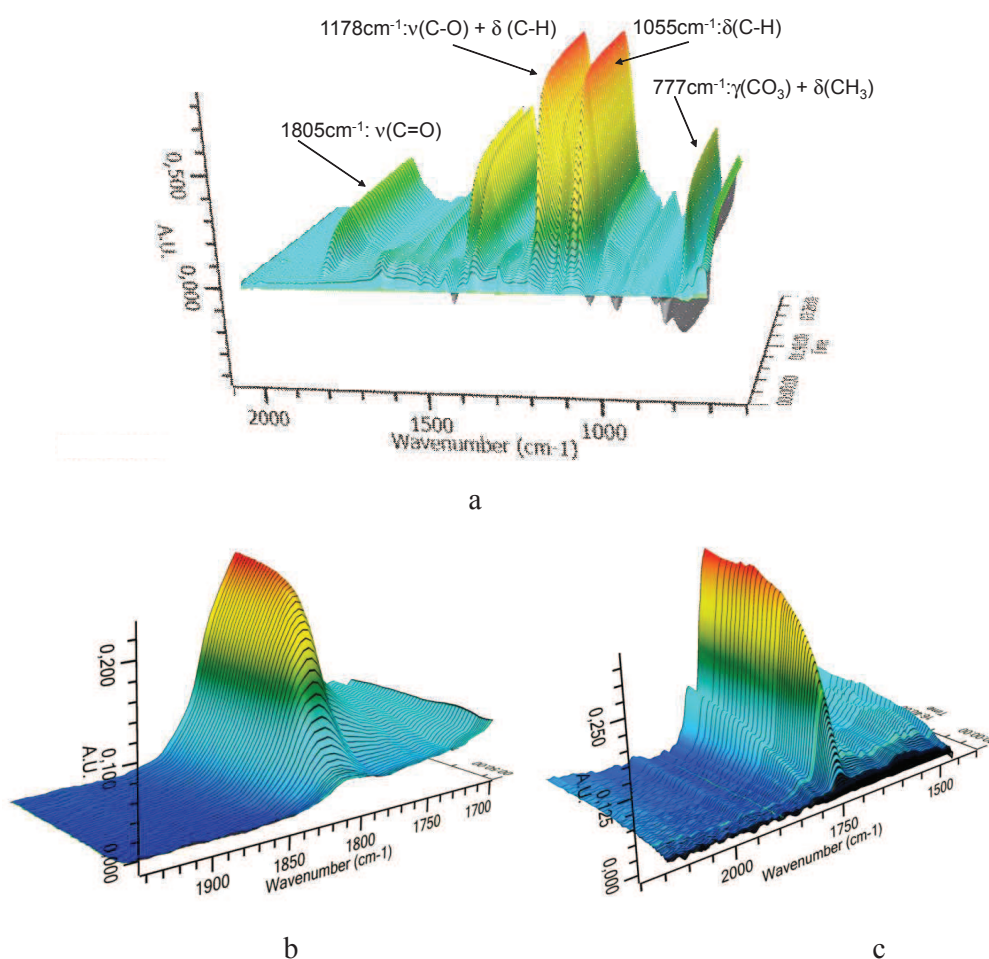 1178cm-1:ν(C-O) + δ (C-H)
1055cm-1:δ(C-H)
777cm-1:γ(CO3) + δ(CH3)
1805cm-1: ν(C=O)
0,500
A.U.
0,000
2000
1500
1000
Wavenumber (cm-1)
a
0,200
0,100
A.U.
0,000
1900
1850
1800
1750
1700
Wavenumber (cm-1)
b
0,250
0,125
A.U.
0,000
2000
1750
1500
Wavenumber (cm-1)
Time
c